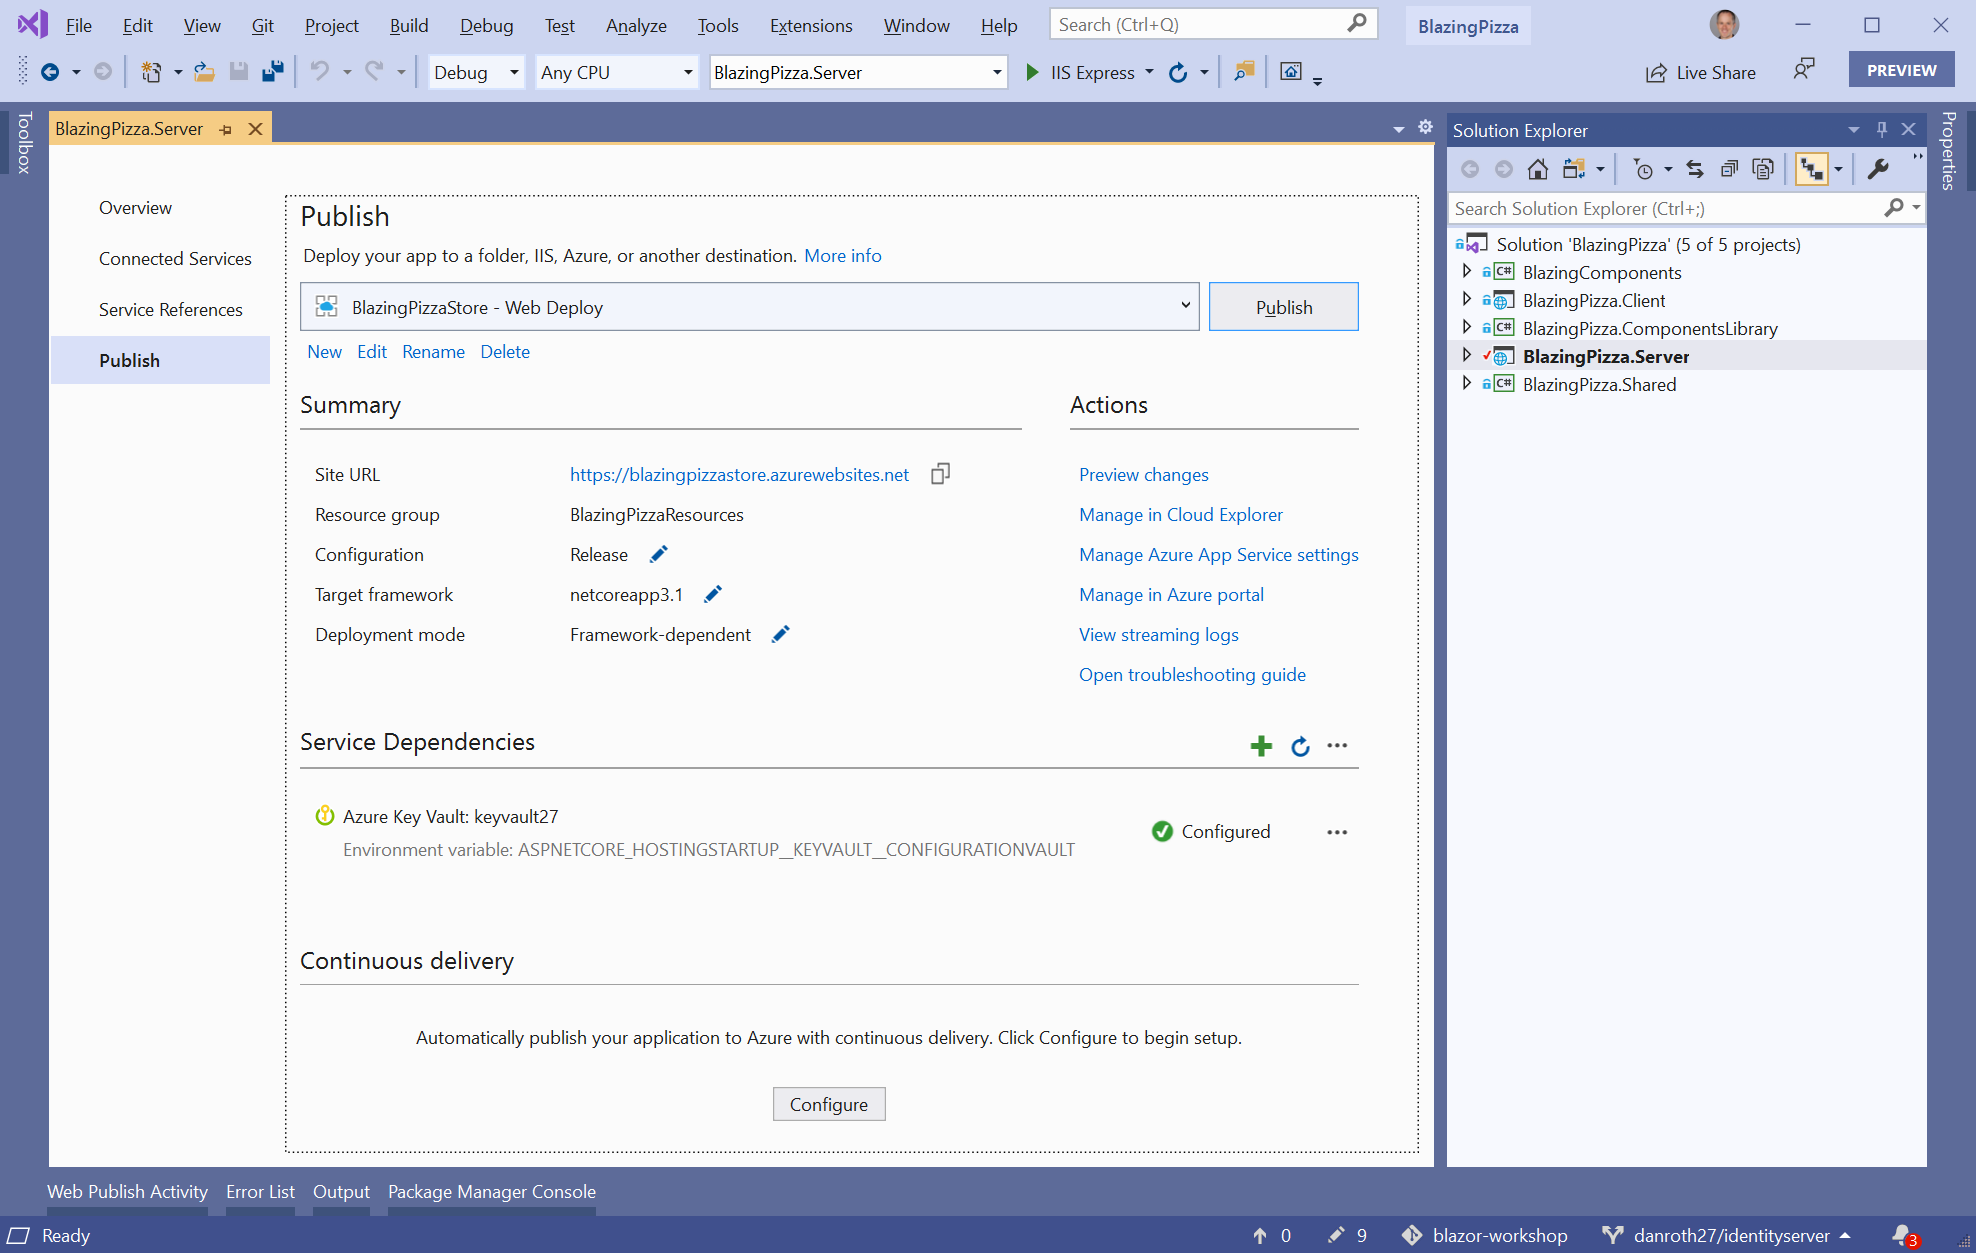 File Edit View Git Project Build Debug Test Analyze Tools Extensions Window Help Search (Ctrl+Q) BlazingPizza
Debug Any CPU BlazingPizza.Server IIS Express Live Share PREVIEW
Toolbox
BlazingPizza.Server
Overview
Connected Services
Service References
Publish
Publish
Deploy your app to a folder, IIS, Azure, or another destination. More info
BlazingPizzaStore - Web Deploy Publish
New Edit Rename Delete
Summary
Site URL https://blazingpizzastore.azurewebsites.net
Resource group BlazingPizzaResources
Configuration Release
Target framework netcoreapp3.1
Deployment mode Framework-dependent
Actions
Preview changes
Manage in Cloud Explorer
Manage Azure App Service settings
Manage in Azure portal
View streaming logs
Open troubleshooting guide
Service Dependencies
Azure Key Vault: keyvault27
Environment variable: ASPNETCORE_HOSTINGSTARTUP__KEYVAULT__CONFIGURATIONVAULT
Configured
Continuous delivery
Automatically publish your application to Azure with continuous delivery. Click Configure to begin setup.
Configure
Solution Explorer
Search Solution Explorer (Ctrl+;)
Solution 'BlazingPizza' (5 of 5 projects)
C# BlazingComponents
BlazingPizza.Client
C# BlazingPizza.ComponentsLibrary
BlazingPizza.Server
C# BlazingPizza.Shared
Properties
Web Publish Activity Error List Output Package Manager Console
Ready 0 9 blazor-workshop danroth27/identityserver 3